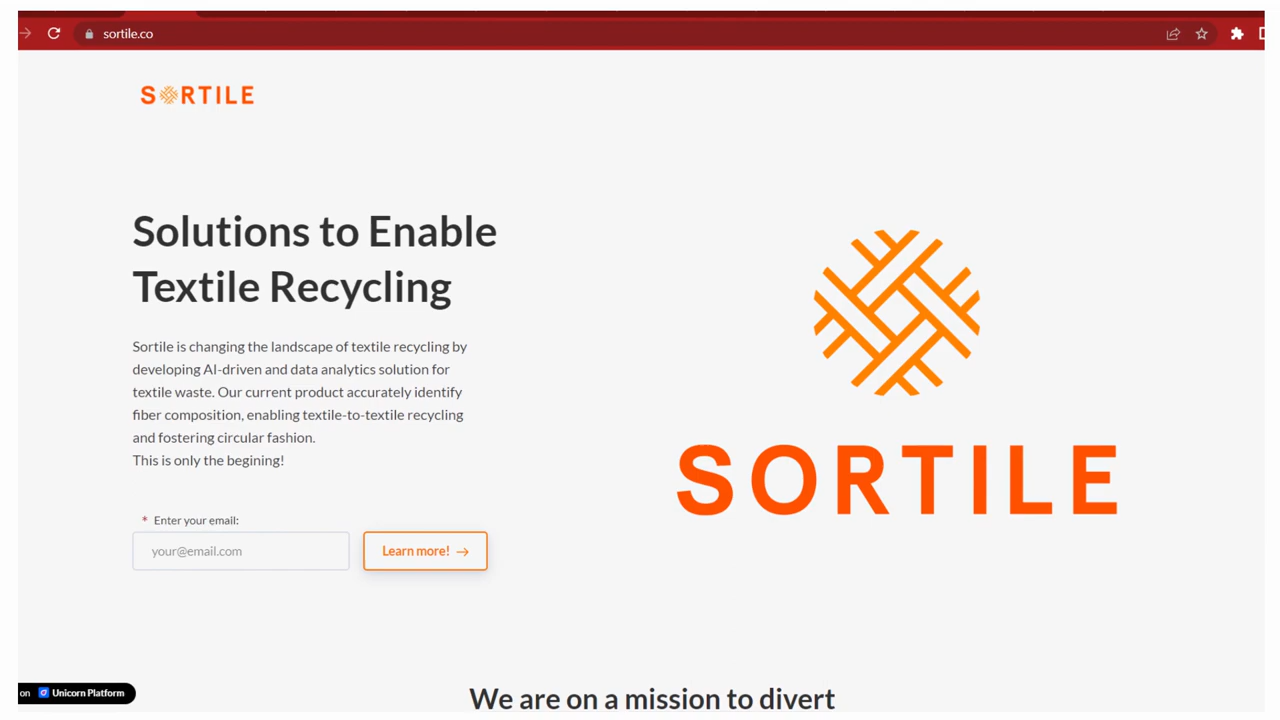 sortile.co
SORTILE
Solutions to Enable
Textile Recycling
Sortile is changing the landscape of textile recycling by
developing AI-driven and data analytics solution for
textile waste. Our current product accurately identify
fiber composition, enabling textile-to-textile recycling
and fostering circular fashion.
This is only the begining!
* Enter your email:
your@email.com
Learn more! →
SORTILE
on Unicorn Platform
We are on a mission to divert